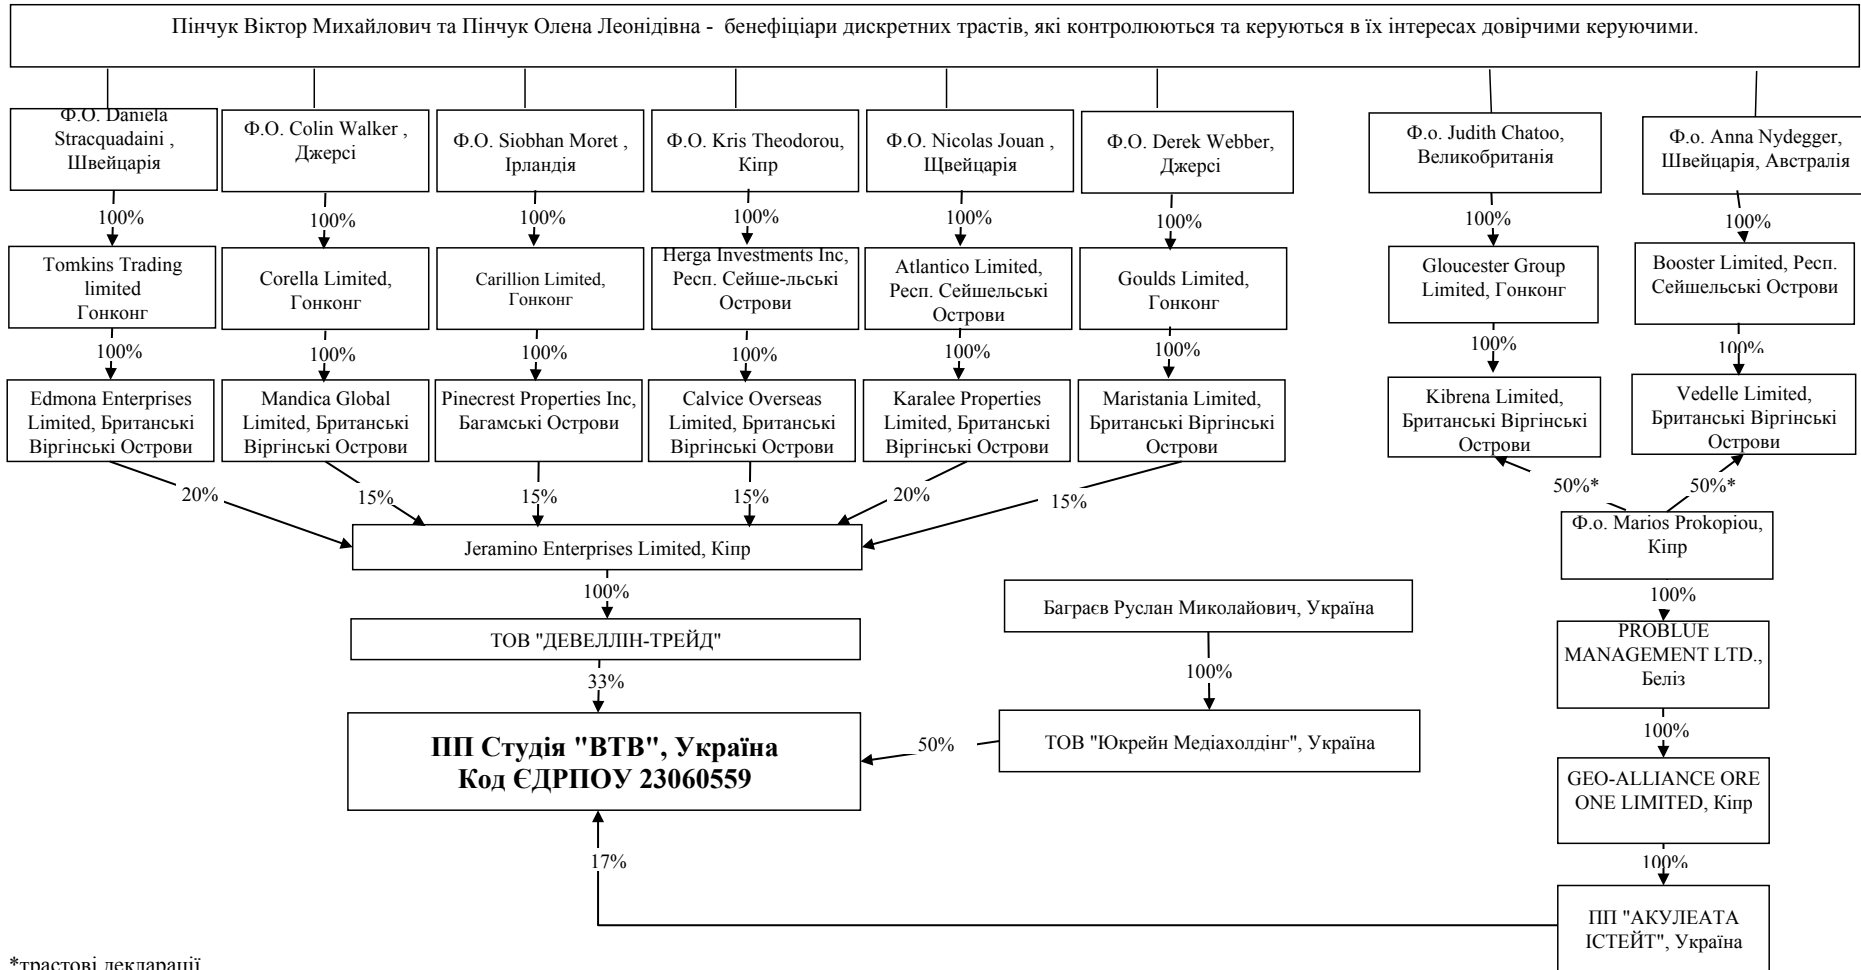 Пінчук Віктор Михайлович та Пінчук Олена Леонідівна - бенефіціари дискретних трастів, які контролюються та керуються в їх інтересах довірчими керуючими.
Ф.О. Daniela
Stracquadaini ,
Швейцарія
Ф.О. Colin Walker ,
Джерсі
Ф.О. Siobhan Moret ,
Ірландія
Ф.О. Kris Theodorou,
Кіпр
Ф.О. Nicolas Jouan ,
Щвейцарія
Ф.О. Derek Webber,
Джерсі
Ф.о. Judith Chatoo,
Великобританія
Ф.о. Anna Nydegger,
Швейцарія, Австралія
100%
100%
100%
100%
100%
100%
100%
100%
Tomkins Trading
limited
Гонконг
Corella Limited,
Гонконг
Carillion Limited,
Гонконг
Herga Investments Inc,
Респ. Сейше-льські
Острови
Atlantico Limited,
Респ. Сейшельські
Острови
Goulds Limited,
Гонконг
Gloucester Group
Limited, Гонконг
Booster Limited, Респ.
Сейшельські Острови
100%
100%
100%
100%
100%
100%
100%
100%
Edmona Enterprises
Limited, Британські
Віргінські Острови
Mandica Global
Limited, Британські
Віргінські Острови
Pinecrest Properties Inc,
Багамські Острови
Calvice Overseas
Limited, Британські
Віргінські Острови
Karalee Properties
Limited, Британські
Віргінські Острови
Maristania Limited,
Британські Віргінські
Острови
Kibrena Limited,
Британські Віргінські
Острови
Vedelle Limited,
Британські Віргінські
Острови
20%
15%
15%
15%
20%
15%
50%*
50%*
Jeramino Enterprises Limited, Кіпр
Ф.о. Marios Prokopiou,
Кіпр
100%
100%
Баграєв Руслан Миколайович, Україна
ТОВ "ДЕВЕЛЛІН-ТРЕЙД"
PROBLUE
MANAGEMENT LTD.,
Беліз
33%
100%
ПП Студія "ВТВ", Україна
Код ЄДРПОУ 23060559
50%
ТОВ "Юкрейн Медіахолдінг", Україна
100%
GEO-ALLIANCE ORE
ONE LIMITED, Кіпр
17%
100%
ПП "АКУЛЕАТА
ІСТЕЙТ", Україна
*трастові декларації